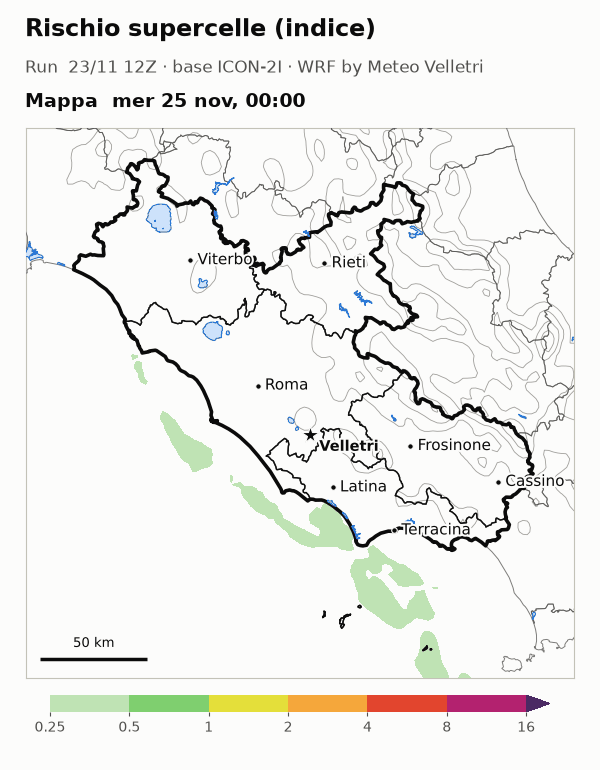 Rischio supercelle (indice)
Run  23/11 12Z · base ICON-2I · WRF by Meteo Velletri
Mappa  mer 25 nov, 00:00
Viterbo
Rieti
Roma
Velletri
Frosinone
Cassino
Latina
Terracina
50 km
0.25 0.5 1 2 4 8 16